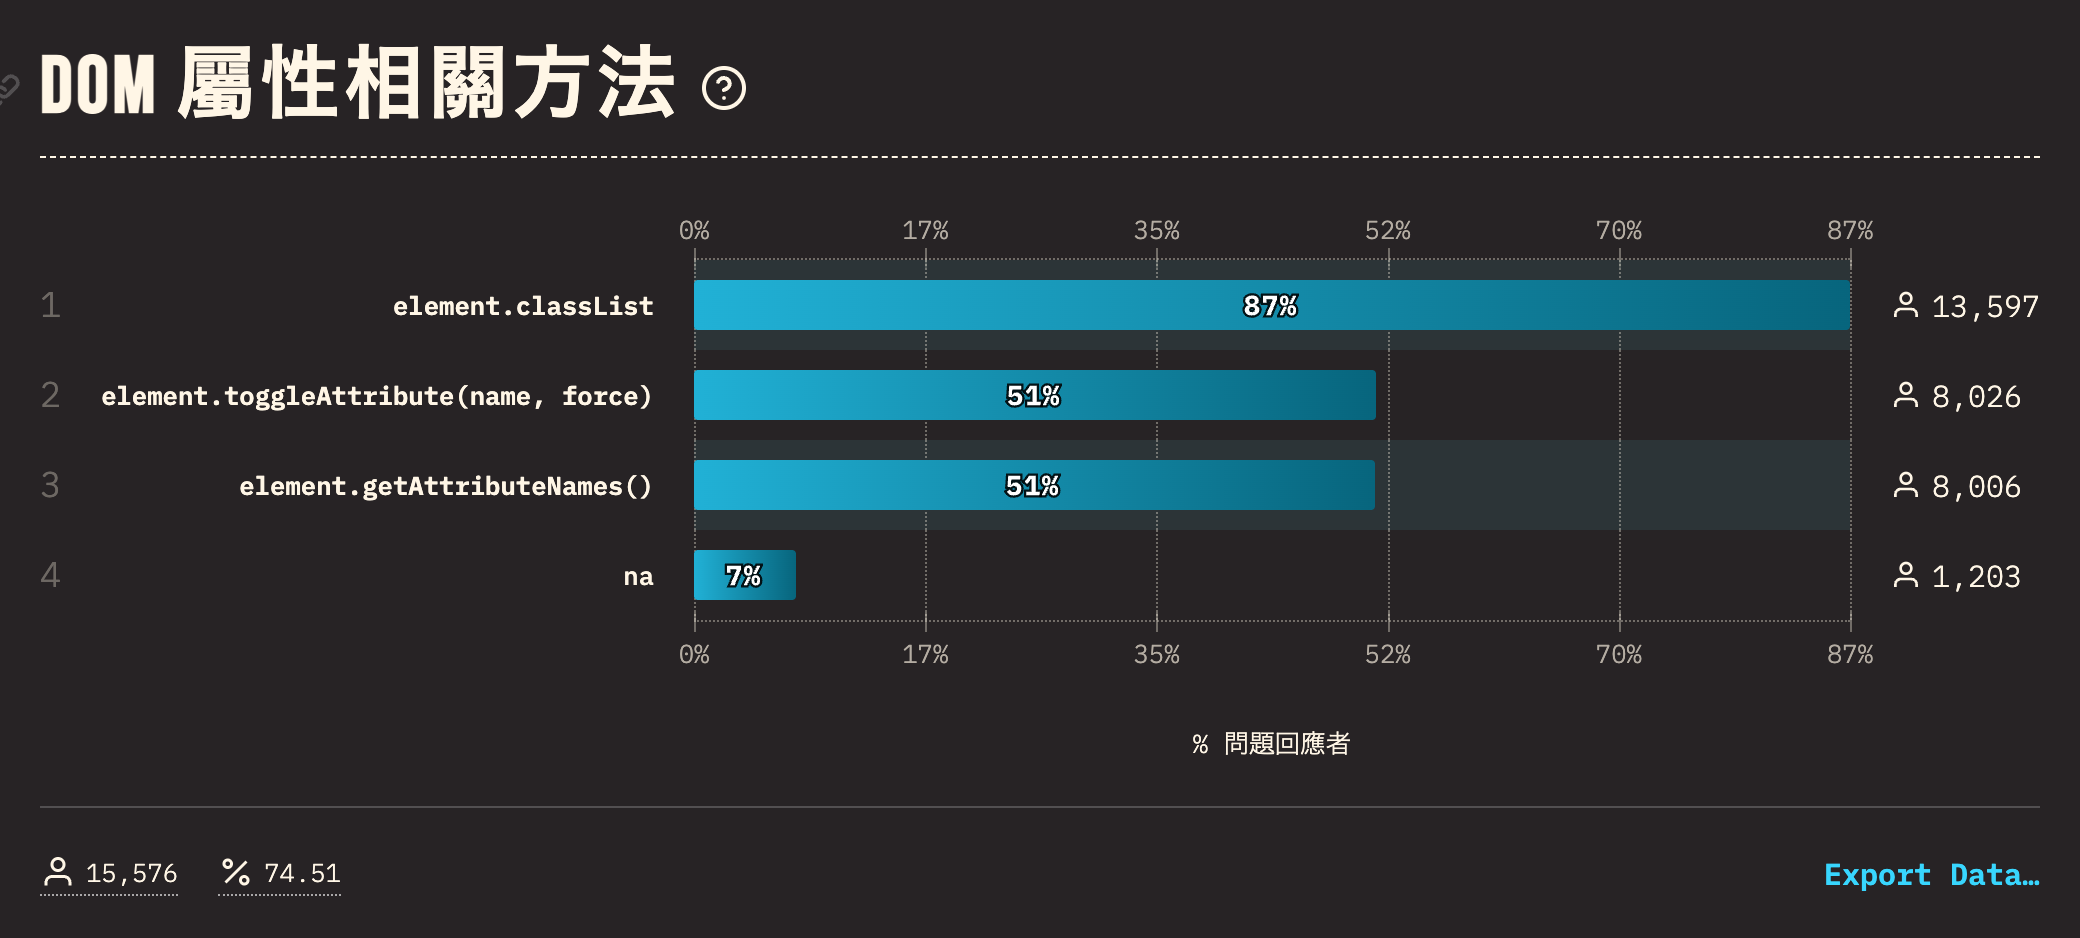 DOM 屬性相關方法
0% 17% 35% 52% 70% 87%
1 element.classList 87% 13,597
2 element.toggleAttribute(name, force) 51% 8,026
3 element.getAttributeNames() 51% 8,006
4 na 7% 1,203
0% 17% 35% 52% 70% 87%
% 問題回應者
15,576 % 74.51 Export Data…